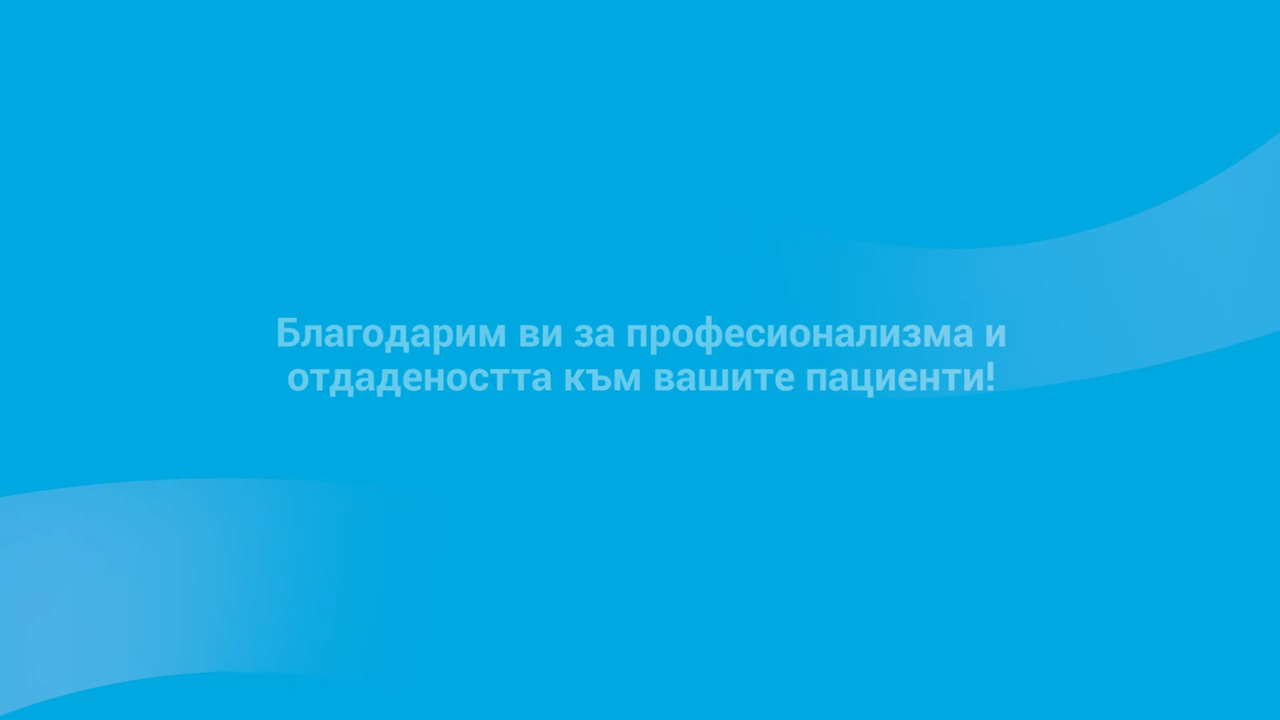 Благодарим ви за професионализма и
отдадеността към вашите пациенти!